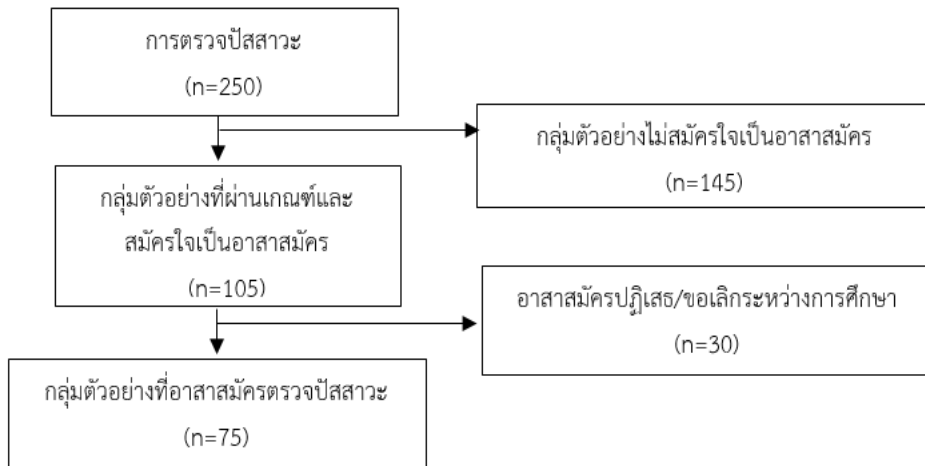 การตรวจปัสสาวะ
(n=250)
กลุ่มตัวอย่างไม่สมัครใจเป็นอาสาสมัคร
(n=145)
กลุ่มตัวอย่างที่ผ่านเกณฑ์และ
สมัครใจเป็นอาสาสมัคร
(n=105)
อาสาสมัครปฏิเสธ/ขอเลิกระหว่างการศึกษา
(n=30)
กลุ่มตัวอย่างที่อาสาสมัครตรวจปัสสาวะ
(n=75)